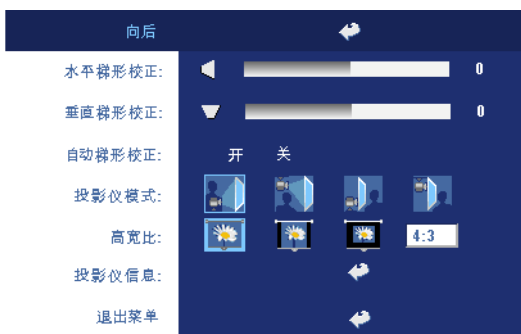 向后
水平梯形校正: 0
垂直梯形校正: 0
自动梯形校正: 开 关
投影仪模式:
高宽比: 4:3
投影仪信息:
退出菜单